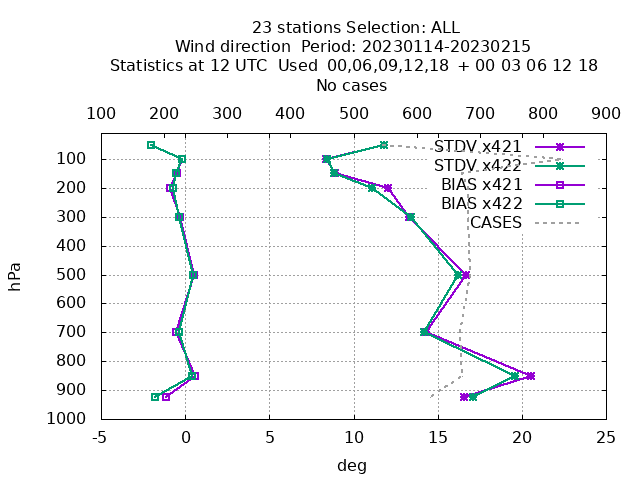 23 stations Selection: ALL
Wind direction  Period: 20230114-20230215
Statistics at 12 UTC  Used  00,06,09,12,18  + 00 03 06 12 18
No cases
100 200 300 400 500 600 700 800 900
STDV x421
STDV x422
BIAS x421
BIAS x422
CASES
100
200
300
400
500
600
700
800
900
1000
hPa
-5 0 5 10 15 20 25
deg